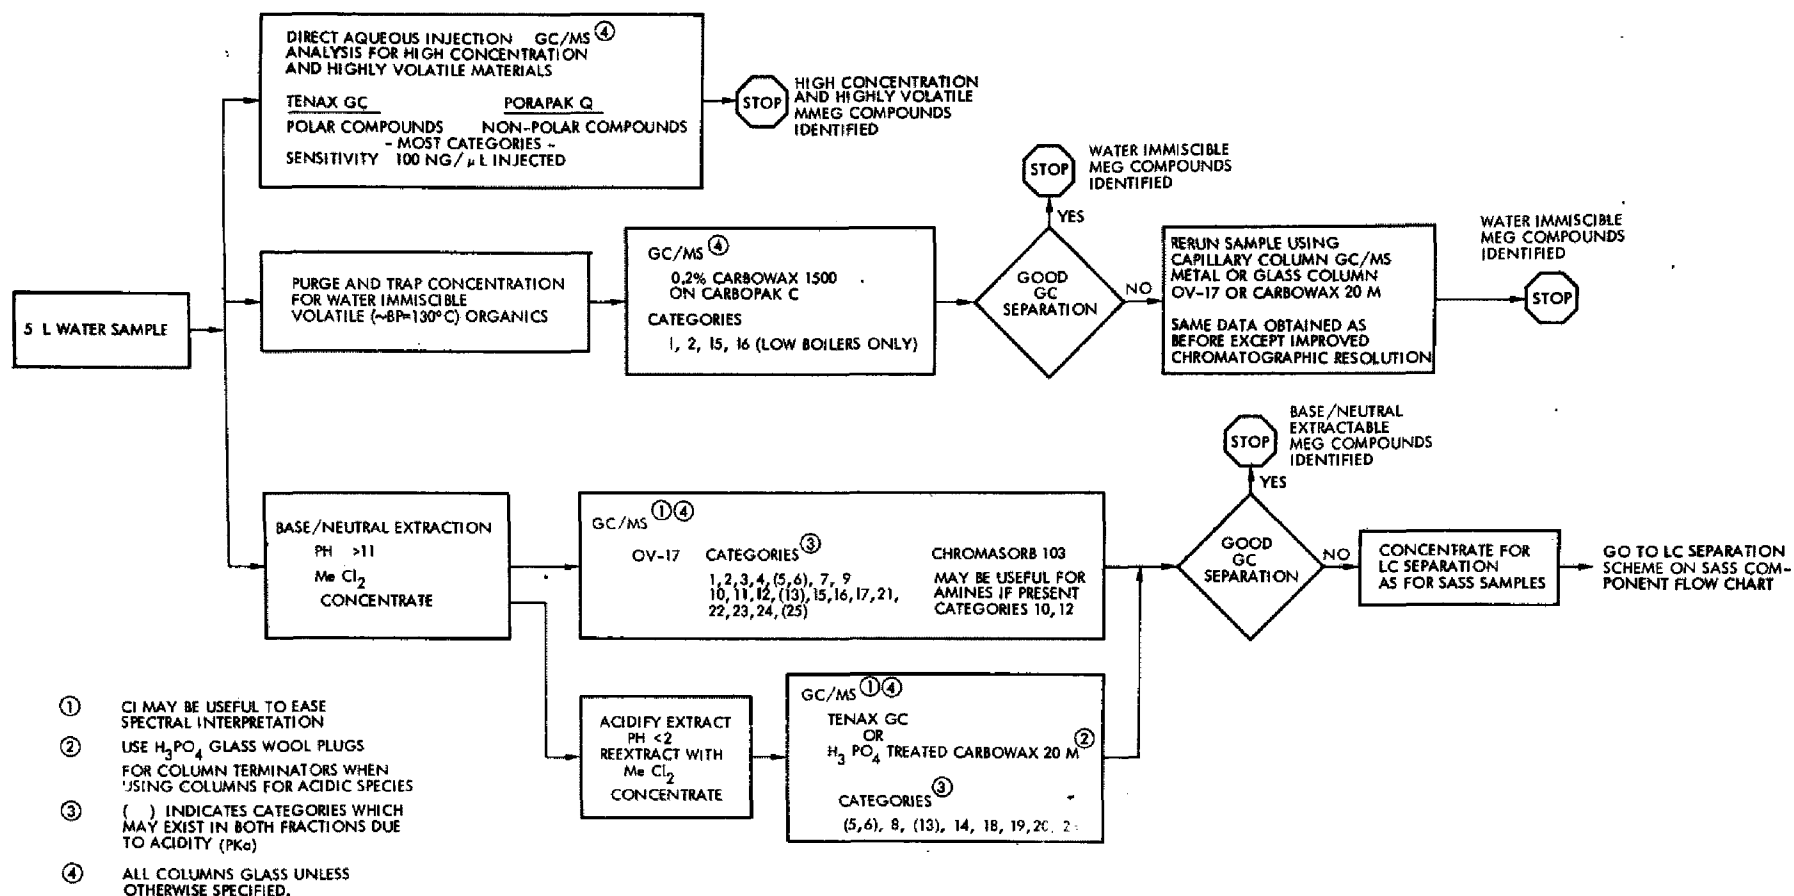 DIRECT AQUEOUS INJECTION GC/MS ④
ANALYSIS FOR HIGH CONCENTRATION
AND HIGHLY VOLATILE MATERIALS
TENAX GC PORAPAK Q
POLAR COMPOUNDS NON-POLAR COMPOUNDS
- MOST CATEGORIES -
SENSITIVITY 100 NG/μL INJECTED
STOP
HIGH CONCENTRATION
AND HIGHLY VOLATILE
MMEG COMPOUNDS
IDENTIFIED
5 L WATER SAMPLE
PURGE AND TRAP CONCENTRATION
FOR WATER IMMISCIBLE
VOLATILE (~BP=130°C) ORGANICS
GC/MS ④
0.2% CARBOWAX 1500
ON CARBOPAK C
CATEGORIES
1, 2, 15, 16 (LOW BOILERS ONLY)
GOOD
GC
SEPARATION
YES
STOP
WATER IMMISCIBLE
MEG COMPOUNDS
IDENTIFIED
NO
RERUN SAMPLE USING
CAPILLARY COLUMN GC/MS
METAL OR GLASS COLUMN
OV-17 OR CARBOWAX 20 M
SAME DATA OBTAINED AS
BEFORE EXCEPT IMPROVED
CHROMATOGRAPHIC RESOLUTION
WATER IMMISCIBLE
MEG COMPOUNDS
IDENTIFIED
STOP
BASE/NEUTRAL EXTRACTION
PH >11
Me Cl2
CONCENTRATE
GC/MS ①④
OV-17 CATEGORIES ③
1,2,3,4, (5,6), 7, 9
10, 11, 12, (13), 15, 16, 17, 21,
22, 23, 24, (25)
CHROMASORB 103
MAY BE USEFUL FOR
AMINES IF PRESENT
CATEGORIES 10, 12
GOOD
GC
SEPARATION
YES
STOP
BASE/NEUTRAL
EXTRACTABLE
MEG COMPOUNDS
IDENTIFIED
NO
CONCENTRATE FOR
LC SEPARATION
AS FOR SASS SAMPLES
GO TO LC SEPARATION
SCHEME ON SASS COM-
PONENT FLOW CHART
ACIDIFY EXTRACT
PH <2
REEXTRACT WITH
Me Cl2
CONCENTRATE
GC/MS ①④
TENAX GC
OR
H3 PO4 TREATED CARBOWAX 20 M ②
CATEGORIES ③
(5,6), 8, (13), 14, 18, 19, 20,
① CI MAY BE USEFUL TO EASE
SPECTRAL INTERPRETATION
② USE H3PO4 GLASS WOOL PLUGS
FOR COLUMN TERMINATORS WHEN
USING COLUMNS FOR ACIDIC SPECIES
③ ( ) INDICATES CATEGORIES WHICH
MAY EXIST IN BOTH FRACTIONS DUE
TO ACIDITY (PKa)
④ ALL COLUMNS GLASS UNLESS
OTHERWISE SPECIFIED.